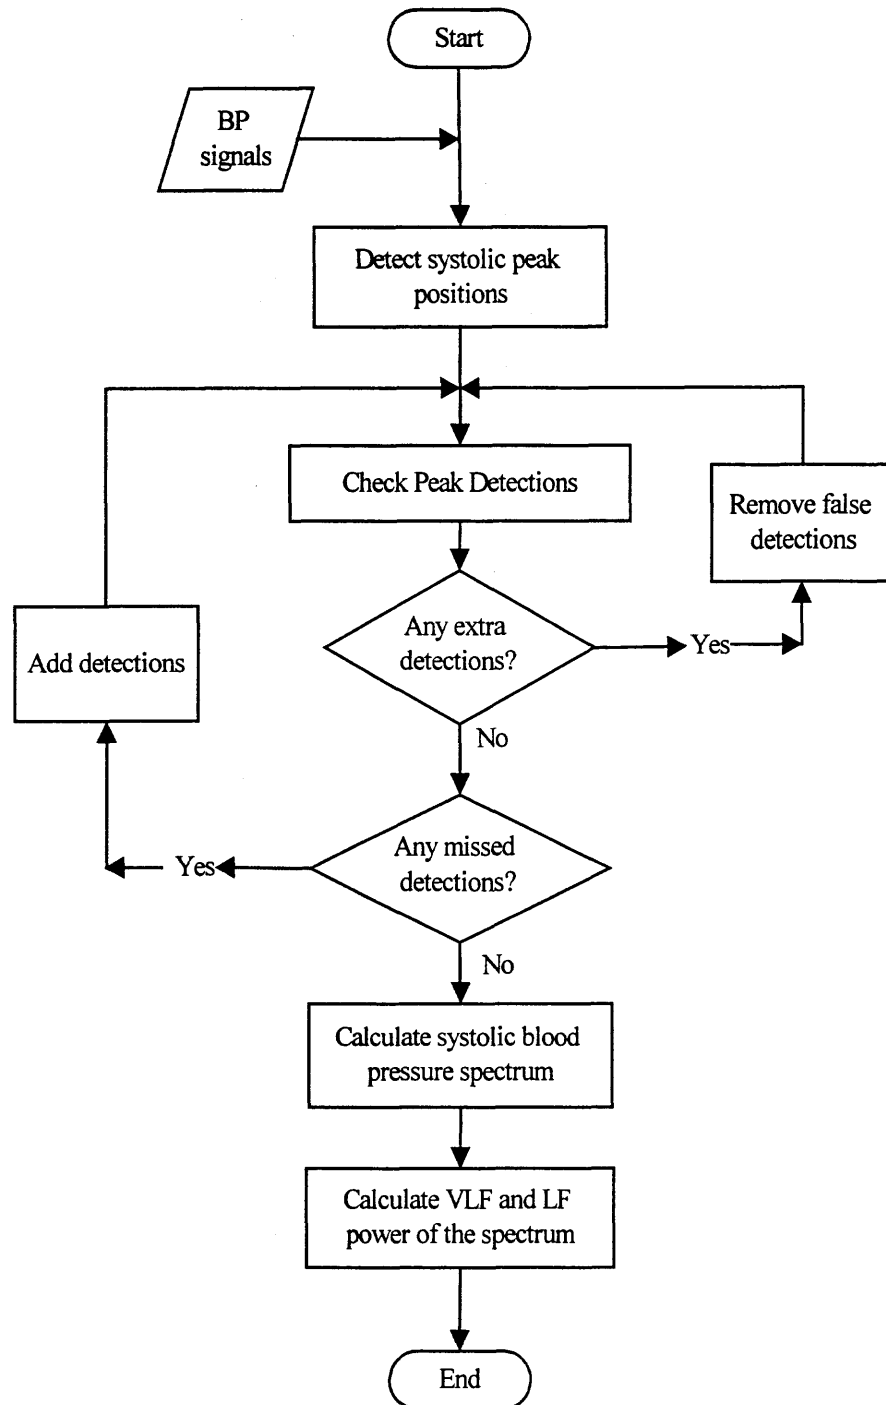 Start
BP
signals
Detect systolic peak
positions
Check Peak Detections
Remove false
detections
Any extra
detections?
Yes
Add detections
No
Any missed
detections?
Yes
No
Calculate systolic blood
pressure spectrum
Calculate VLF and LF
power of the spectrum
End